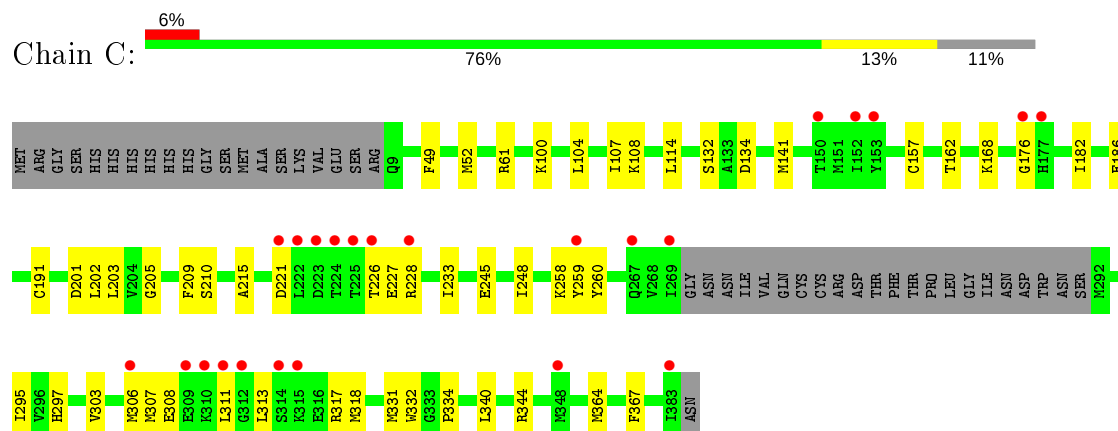 Chain C:
6%
76% 13% 11%
MET ARG GLY SER HIS HIS HIS HIS HIS HIS GLY SER MET ALA SER LYS VAL GLU SER ARG Q9 F49 M52 R61 K100 L104 I107 K108 L114 S132 A133 D134 M141 T150 M151 I152 Y153 C157 T162 K168 G176 H177 I182
C191 D201 L202 L203 V204 G205 F209 S210 A215 D221 L222 D223 T224 T225 T226 E227 R228 I233 E245 I248 K258 Y259 Y260 Q267 V268 I269 GLY ASN ASN ILE VAL GLN CYS CYS ARG ASP THR PHE THR PRO LEU GLY ILE ASN ASP TRP ASN SER M292
I295 V296 H297 V303 M306 M307 E308 E309 K310 L311 G312 L313 S314 K315 E316 R317 M318 M331 W332 G333 P334 L340 R344 M348 M364 F367 I383 ASN